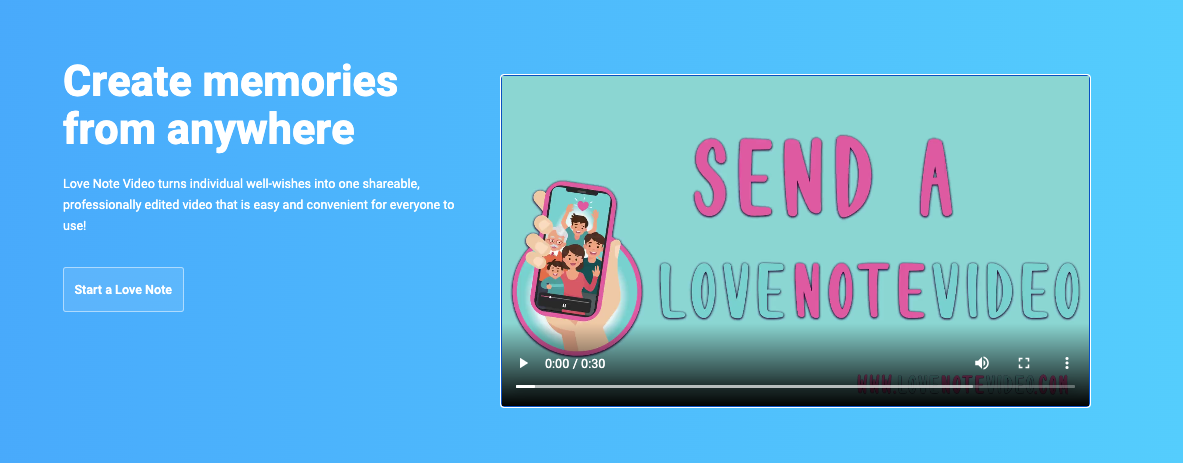 Create memories
from anywhere
Love Note Video turns individual well-wishes into one shareable,
professionally edited video that is easy and convenient for everyone to
use!
Start a Love Note
SEND A
LOVENOTEVIDEO
0:00 / 0:30
WWW.LOVENOTEVIDEO.COM